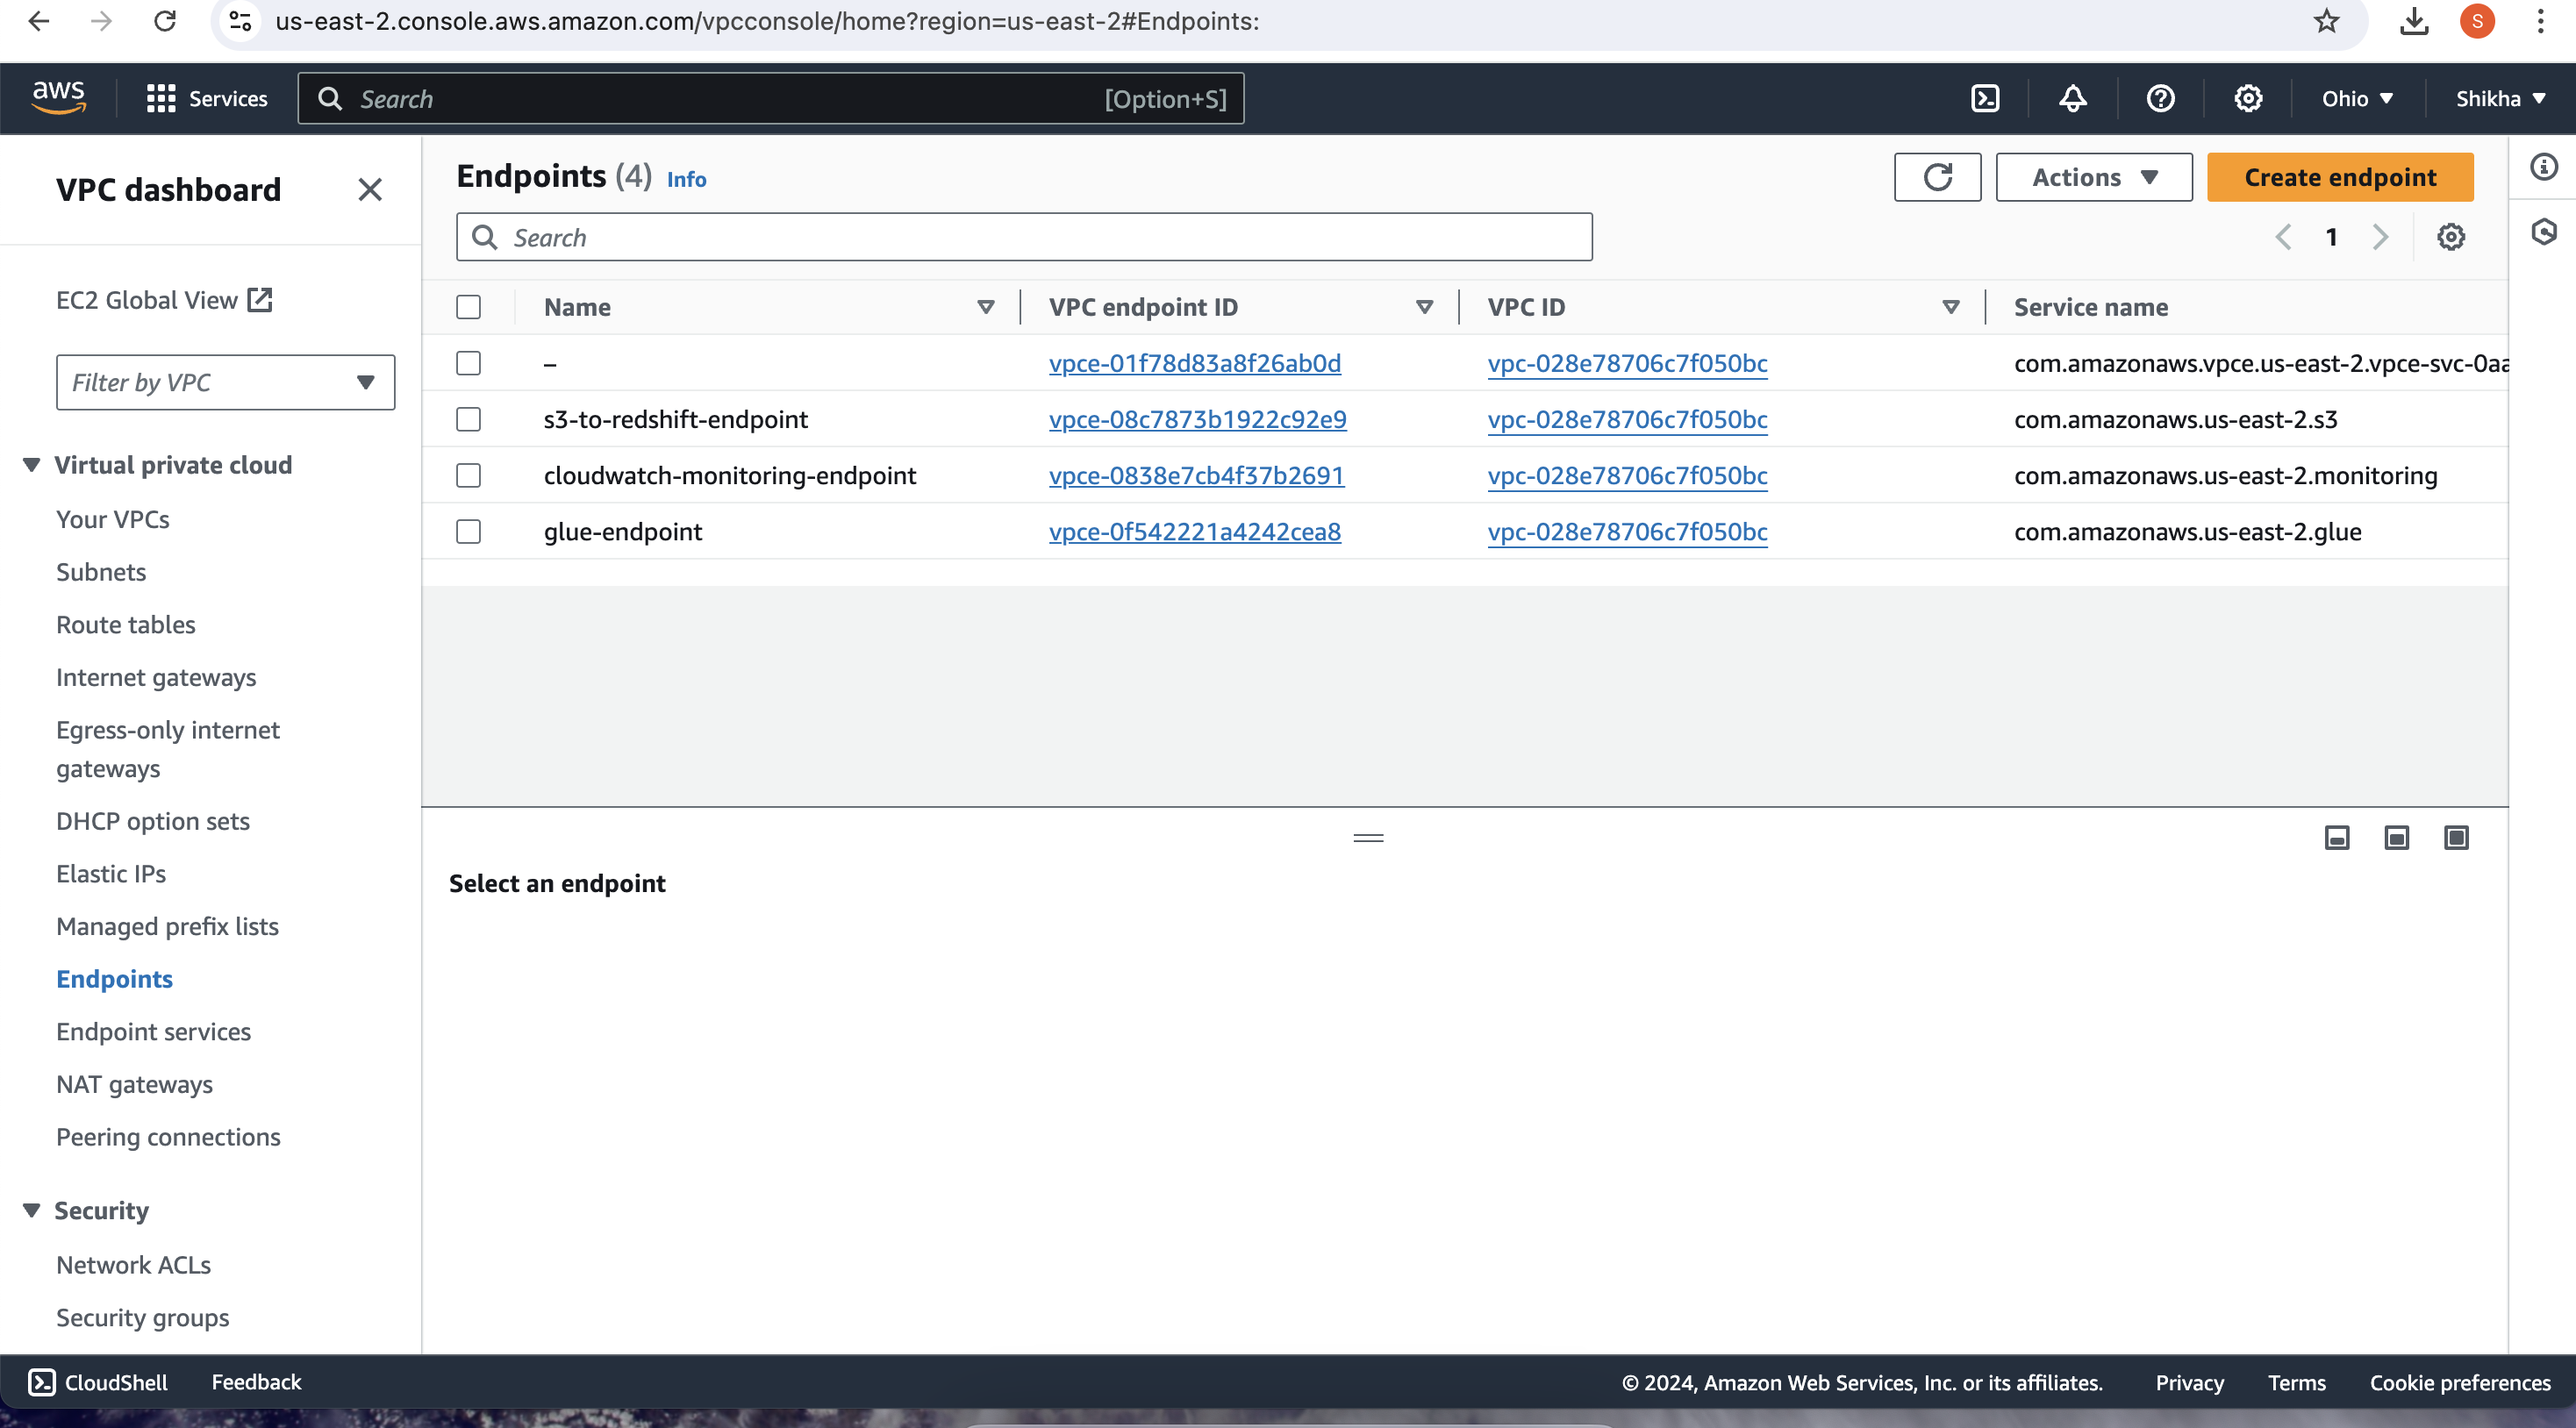 us-east-2.console.aws.amazon.com/vpcconsole/home?region=us-east-2#Endpoints:
S
aws
Services
Search
[Option+S]
Ohio
Shikha
VPC dashboard
EC2 Global View
Filter by VPC
Virtual private cloud
Your VPCs
Subnets
Route tables
Internet gateways
Egress-only internet
gateways
DHCP option sets
Elastic IPs
Managed prefix lists
Endpoints
Endpoint services
NAT gateways
Peering connections
Security
Network ACLs
Security groups
Endpoints (4) Info
Actions
Create endpoint
Search
1
Name VPC endpoint ID VPC ID Service name
– vpce-01f78d83a8f26ab0d vpc-028e78706c7f050bc com.amazonaws.vpce.us-east-2.vpce-svc-0aa
s3-to-redshift-endpoint vpce-08c7873b1922c92e9 vpc-028e78706c7f050bc com.amazonaws.us-east-2.s3
cloudwatch-monitoring-endpoint vpce-0838e7cb4f37b2691 vpc-028e78706c7f050bc com.amazonaws.us-east-2.monitoring
glue-endpoint vpce-0f542221a4242cea8 vpc-028e78706c7f050bc com.amazonaws.us-east-2.glue
Select an endpoint
CloudShell Feedback © 2024, Amazon Web Services, Inc. or its affiliates. Privacy Terms Cookie preferences